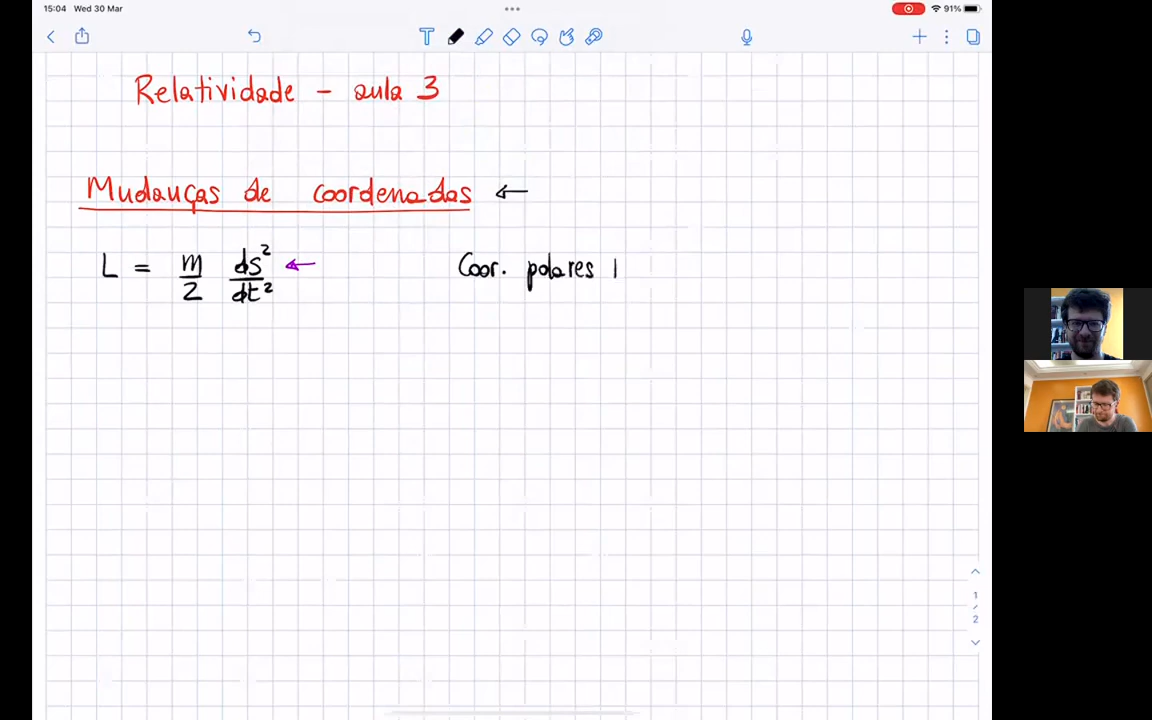 15:04 Wed 30 Mar
91%
T
Relatividade - aula 3
Mudanças de coordenadas ←
L = m/2 ds²/dt² ← Coor. polares |
1
/
2